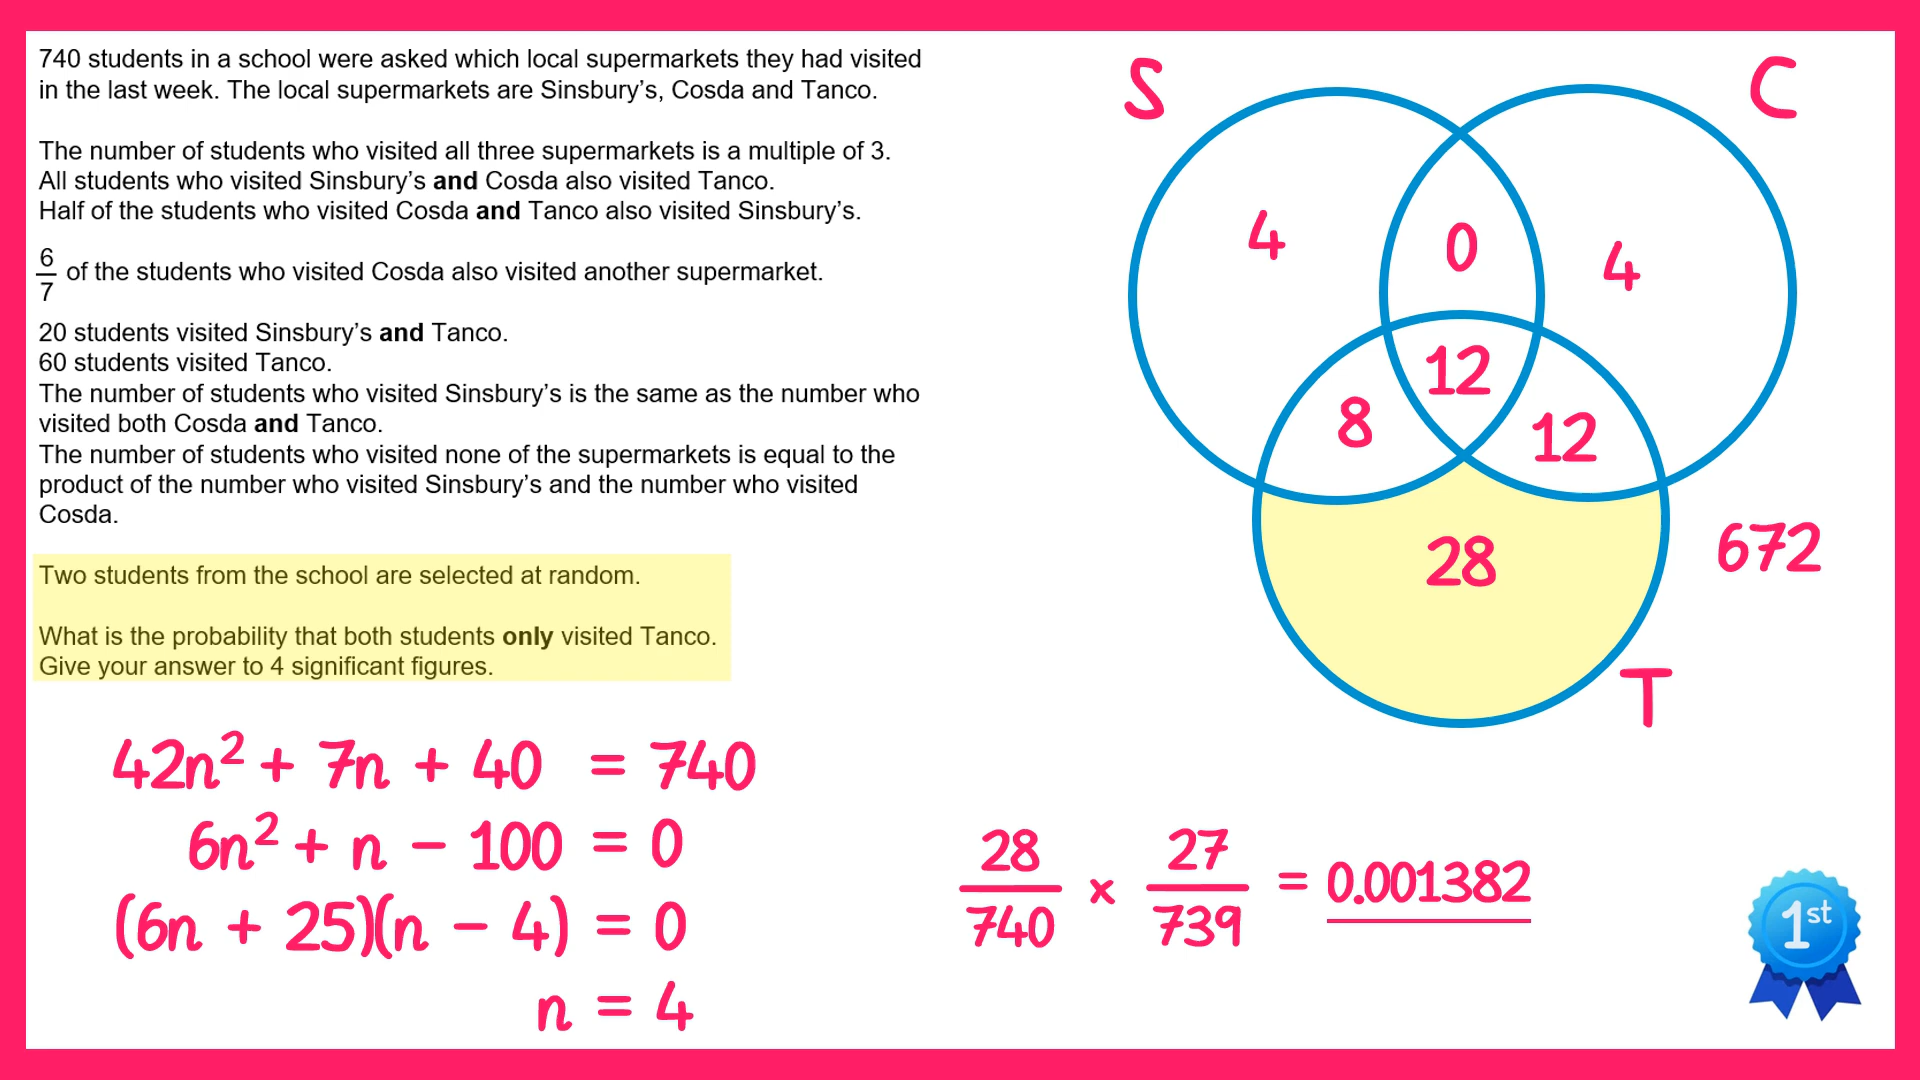 740 students in a school were asked which local supermarkets they had visited
in the last week. The local supermarkets are Sinsbury’s, Cosda and Tanco.
The number of students who visited all three supermarkets is a multiple of 3.
All students who visited Sinsbury’s and Cosda also visited Tanco.
Half of the students who visited Cosda and Tanco also visited Sinsbury’s.
6/7 of the students who visited Cosda also visited another supermarket.
20 students visited Sinsbury’s and Tanco.
60 students visited Tanco.
The number of students who visited Sinsbury’s is the same as the number who
visited both Cosda and Tanco.
The number of students who visited none of the supermarkets is equal to the
product of the number who visited Sinsbury’s and the number who visited
Cosda.
Two students from the school are selected at random.
What is the probability that both students only visited Tanco.
Give your answer to 4 significant figures.
42n² + 7n + 40 = 740
6n² + n − 100 = 0
(6n + 25)(n − 4) = 0
n = 4
S
C
4
0
4
12
8
12
28
672
T
28/740 × 27/739 = 0.001382
1st